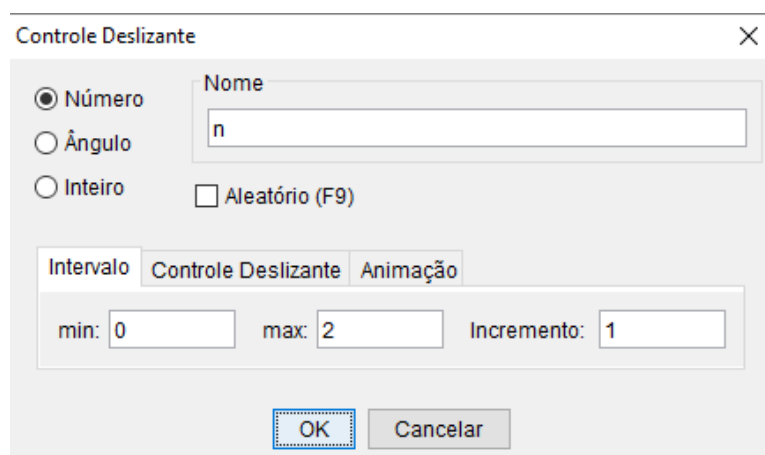 Controle Deslizante
Número
Nome
n
Ângulo
Inteiro
Aleatório (F9)
Intervalo Controle Deslizante Animação
min: 0 max: 2 Incremento: 1
OK Cancelar